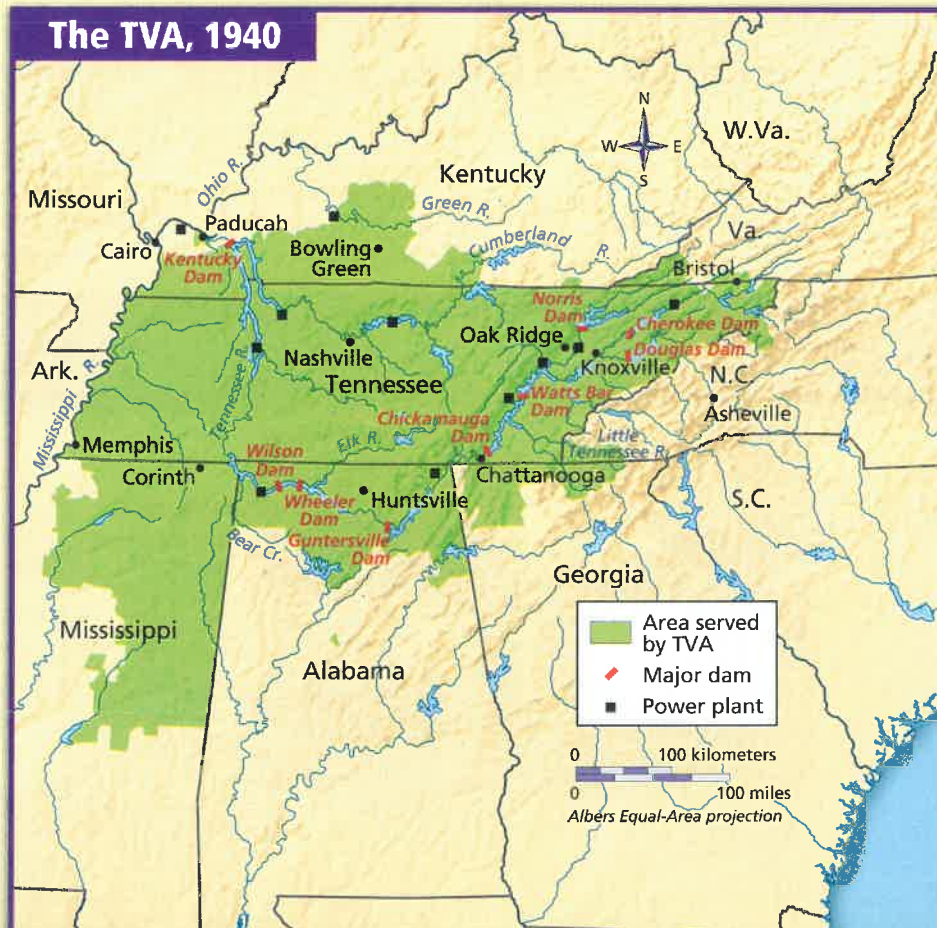 The TVA, 1940
N
W
E
S
W.Va.
Kentucky
Missouri
Ohio R.
Green R.
Paducah
Va.
Cairo
Kentucky
Dam
Bowling
Green
Cumberland
R.
Bristol
Norris
Dam
Cherokee Dam
Oak Ridge
Douglas Dam
Nashville
Knoxville
Ark.
Tennessee
N.C.
Mississippi R.
Tennessee R.
Watts Bar
Dam
Asheville
Chickamauga
Dam
Elk R.
Little
Tennessee R.
Memphis
Wilson
Dam
Chattanooga
Corinth
Huntsville
S.C.
Wheeler
Dam
Guntersville
Dam
Bear Cr.
Georgia
Mississippi
Alabama
Area served
by TVA
Major dam
Power plant
0 100 kilometers
0 100 miles
Albers Equal-Area projection